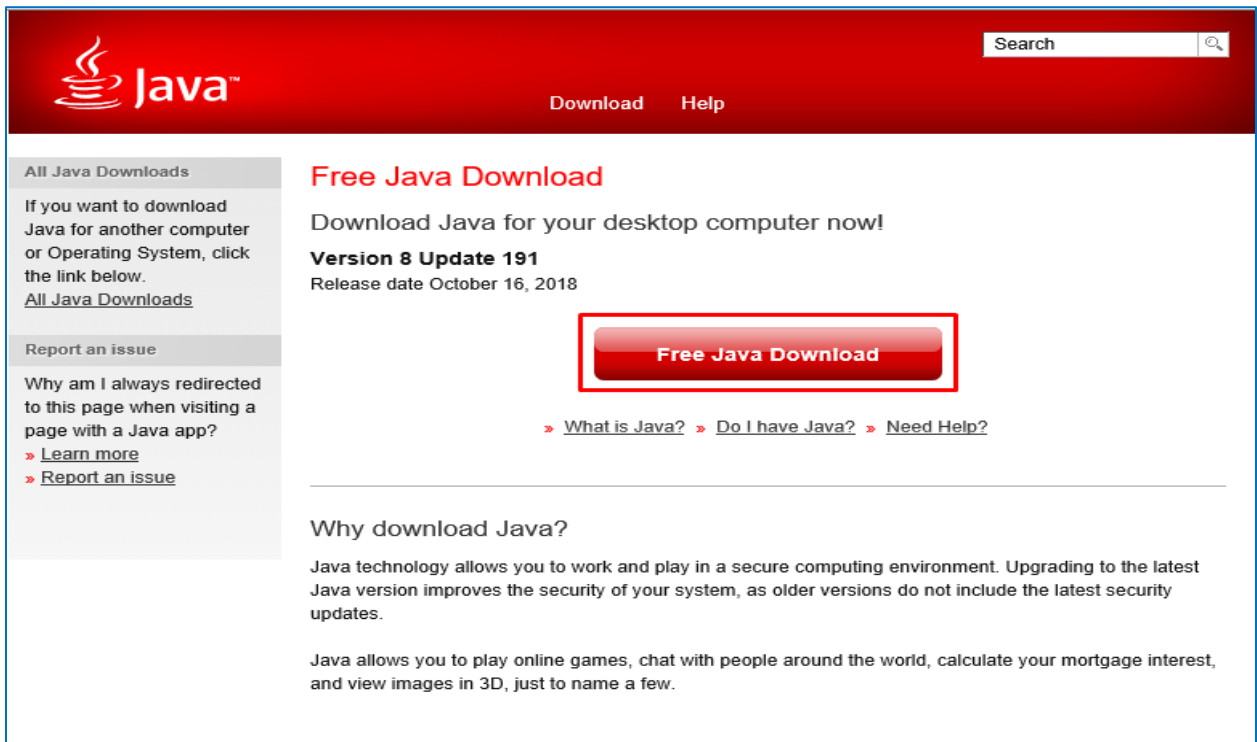 Java™
Search
Download Help
All Java Downloads
If you want to download
Java for another computer
or Operating System, click
the link below.
All Java Downloads
Report an issue
Why am I always redirected
to this page when visiting a
page with a Java app?
» Learn more
» Report an issue
Free Java Download
Download Java for your desktop computer now!
Version 8 Update 191
Release date October 16, 2018
Free Java Download
» What is Java? » Do I have Java? » Need Help?
Why download Java?
Java technology allows you to work and play in a secure computing environment. Upgrading to the latest
Java version improves the security of your system, as older versions do not include the latest security
updates.
Java allows you to play online games, chat with people around the world, calculate your mortgage interest,
and view images in 3D, just to name a few.